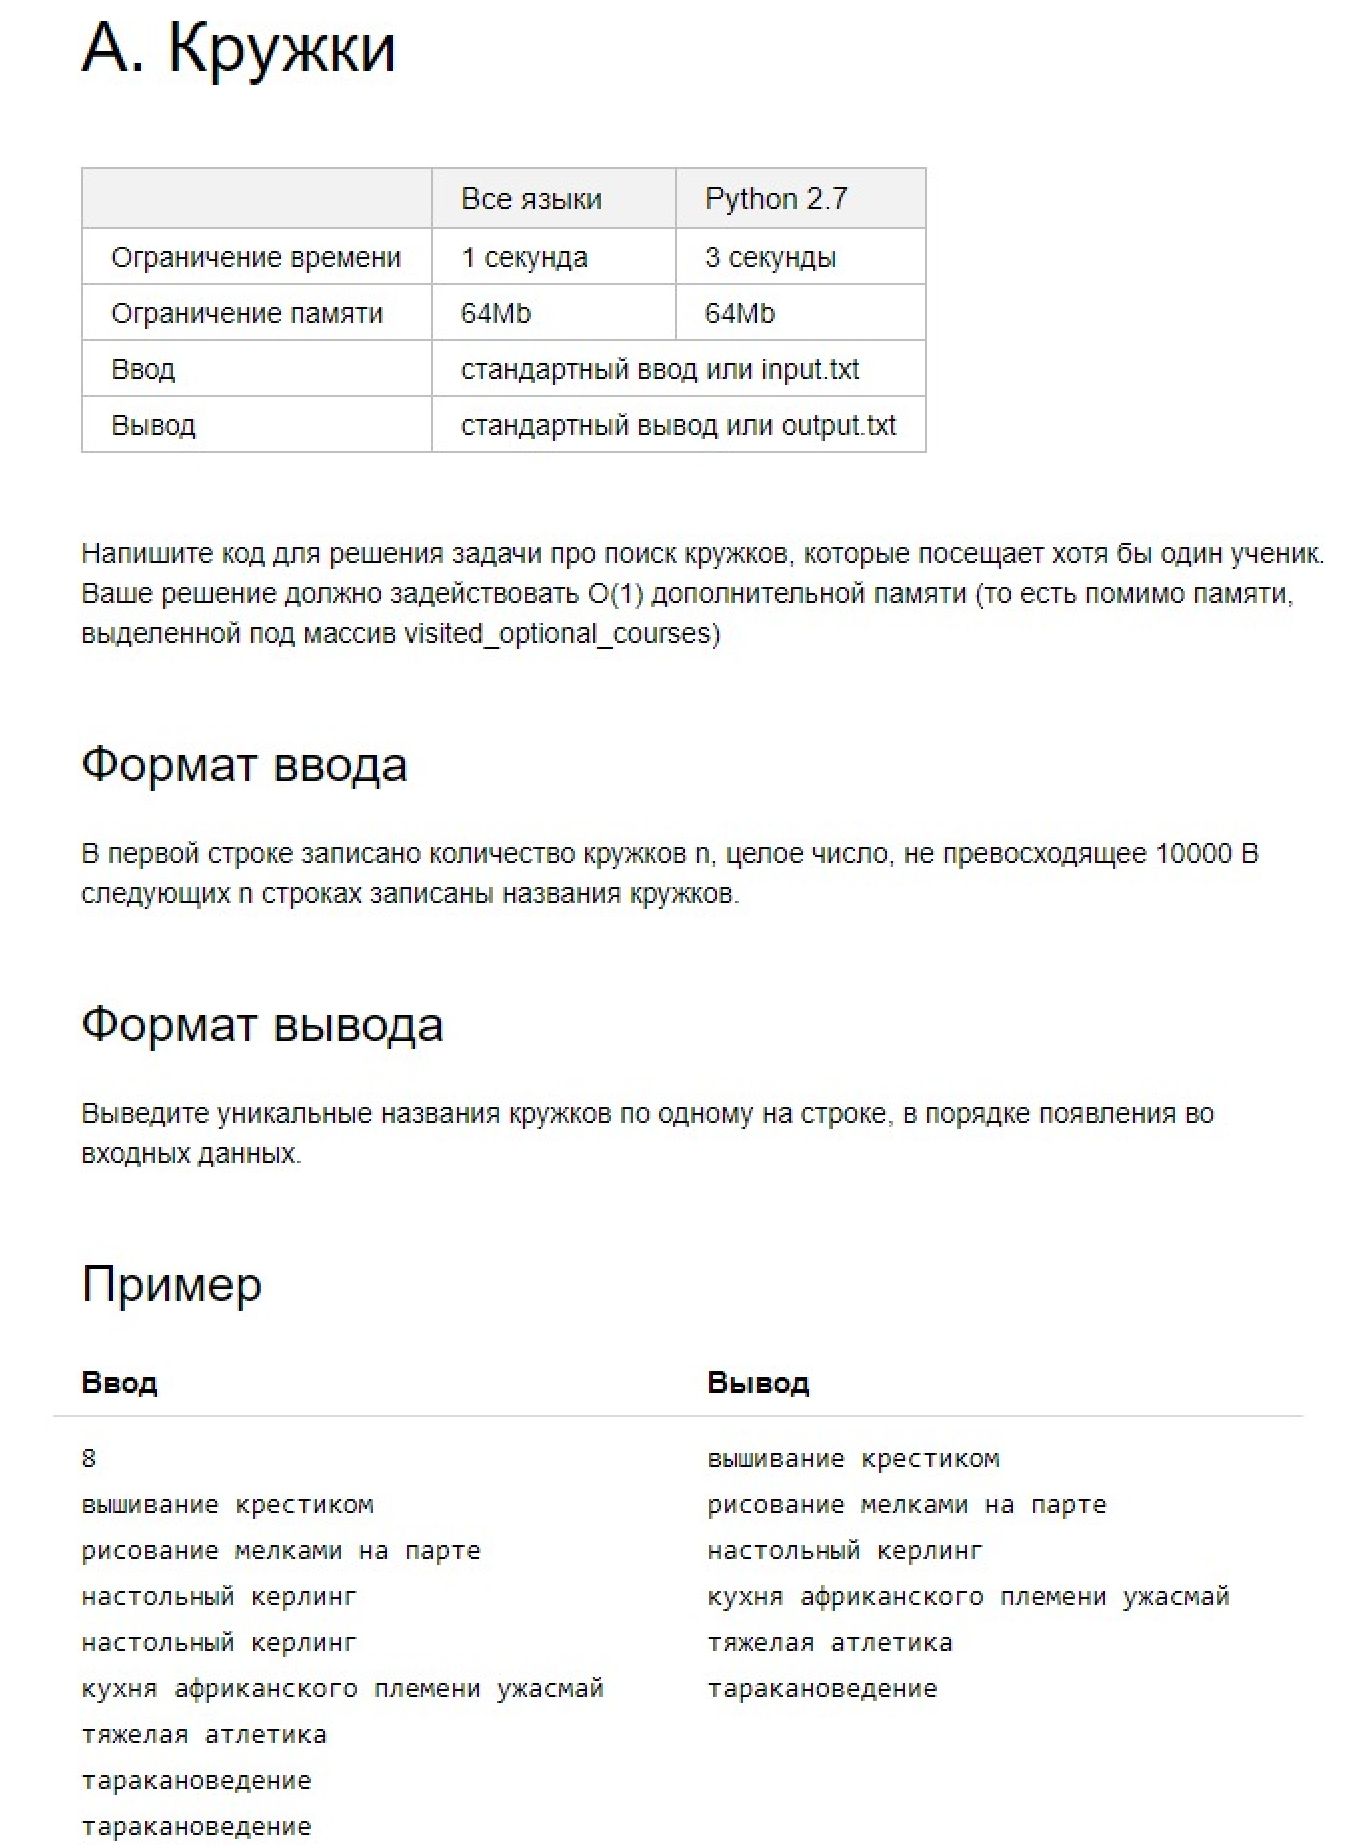 А. Кружки
Все языки Python 2.7
Ограничение времени 1 секунда 3 секунды
Ограничение памяти 64Mb 64Mb
Ввод стандартный ввод или input.txt
Вывод стандартный вывод или output.txt
Напишите код для решения задачи про поиск кружков, которые посещает хотя бы один ученик.
Ваше решение должно задействовать O(1) дополнительной памяти (то есть помимо памяти,
выделенной под массив visited_optional_courses)
Формат ввода
В первой строке записано количество кружков n, целое число, не превосходящее 10000 В
следующих n строках записаны названия кружков.
Формат вывода
Выведите уникальные названия кружков по одному на строке, в порядке появления во
входных данных.
Пример
Ввод Вывод
8 вышивание крестиком
вышивание крестиком рисование мелками на парте
рисование мелками на парте настольный керлинг
настольный керлинг кухня африканского племени ужасмай
настольный керлинг тяжелая атлетика
кухня африканского племени ужасмай таракановедение
тяжелая атлетика
таракановедение
таракановедение